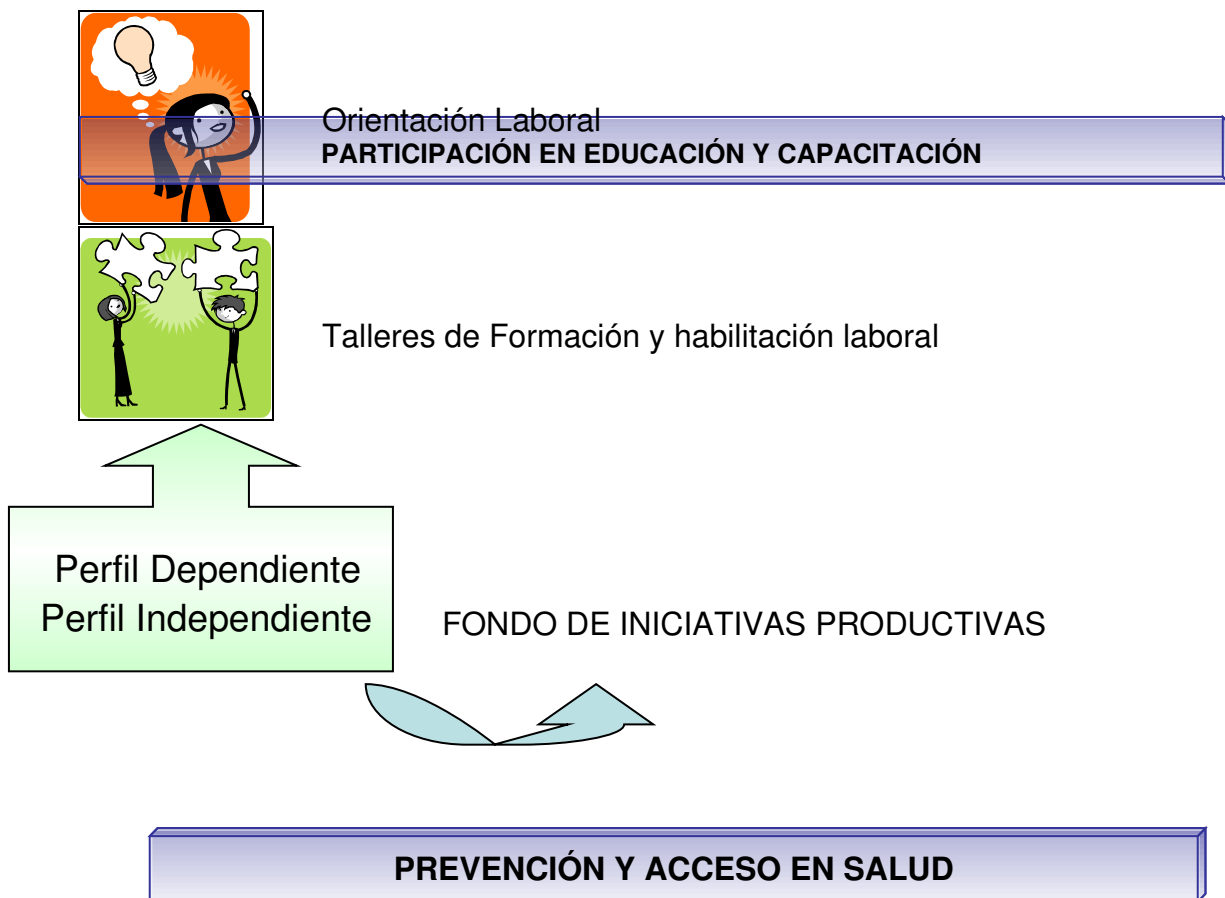 Orientación Laboral
PARTICIPACIÓN EN EDUCACIÓN Y CAPACITACIÓN
Talleres de Formación y habilitación laboral
Perfil Dependiente
Perfil Independiente
FONDO DE INICIATIVAS PRODUCTIVAS
PREVENCIÓN Y ACCESO EN SALUD